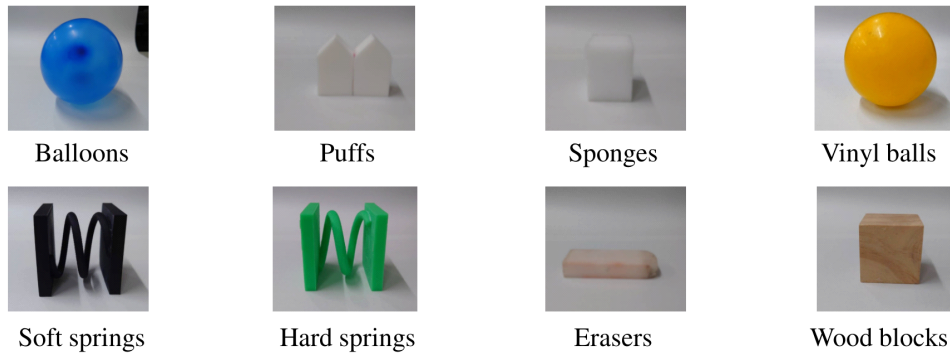 Balloons
Puffs
Sponges
Vinyl balls
Soft springs
Hard springs
Erasers
Wood blocks